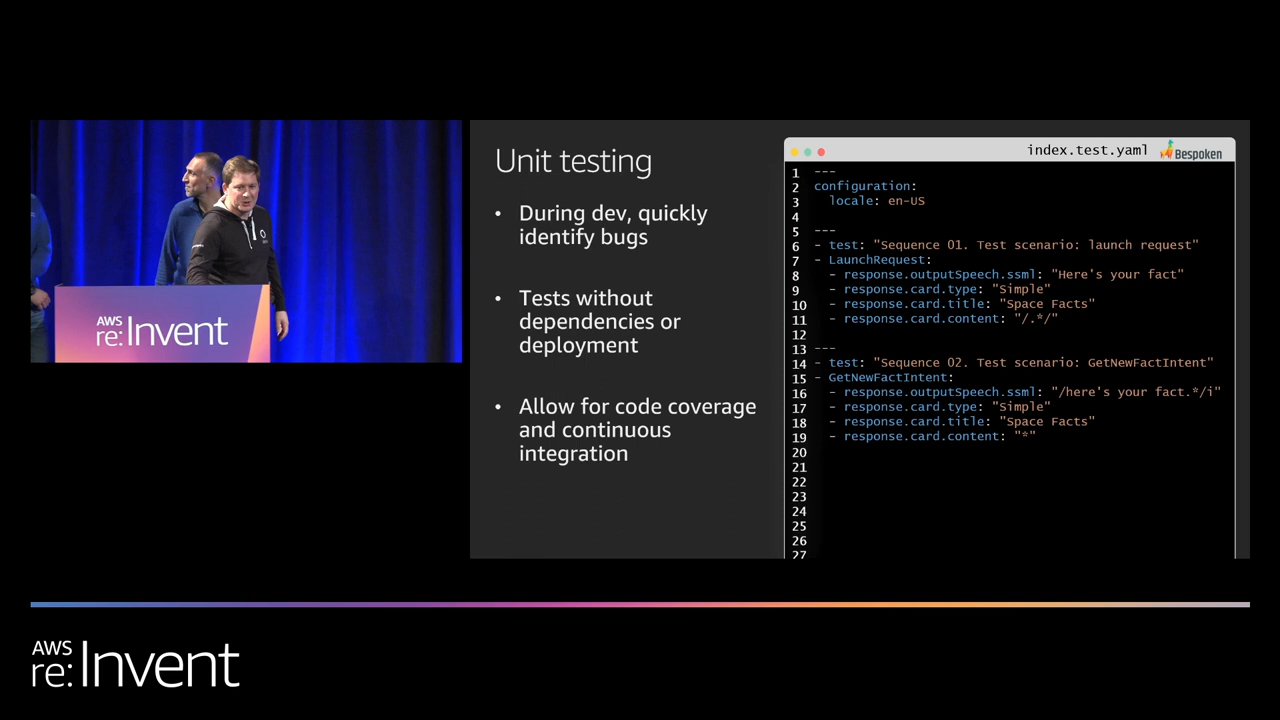 AWS
re:Invent
Unit testing
• During dev, quickly
identify bugs
• Tests without
dependencies or
deployment
• Allow for code coverage
and continuous
integration
index.test.yaml Bespoken
1 ---
2 configuration:
3   locale: en-US
4
5 ---
6 - test: "Sequence 01. Test scenario: launch request"
7 - LaunchRequest:
8   - response.outputSpeech.ssml: "Here's your fact"
9   - response.card.type: "Simple"
10   - response.card.title: "Space Facts"
11   - response.card.content: "/.*/"
12
13 ---
14 - test: "Sequence 02. Test scenario: GetNewFactIntent"
15 - GetNewFactIntent:
16   - response.outputSpeech.ssml: "/here's your fact.*/i"
17   - response.card.type: "Simple"
18   - response.card.title: "Space Facts"
19   - response.card.content: "*"
20
21
22
23
24
25
26
27
AWS
re:Invent